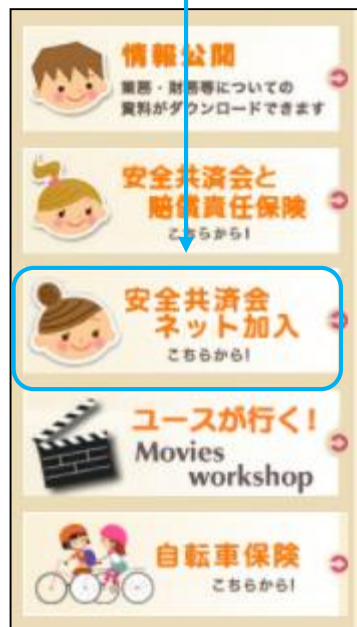 情報公開
業務・財務等についての
資料がダウンロードできます
安全共済会と
賠償責任保険
こちらから!
安全共済会
ネット加入
こちらから!
ユースが行く!
Movies
workshop
自転車保険
こちらから!